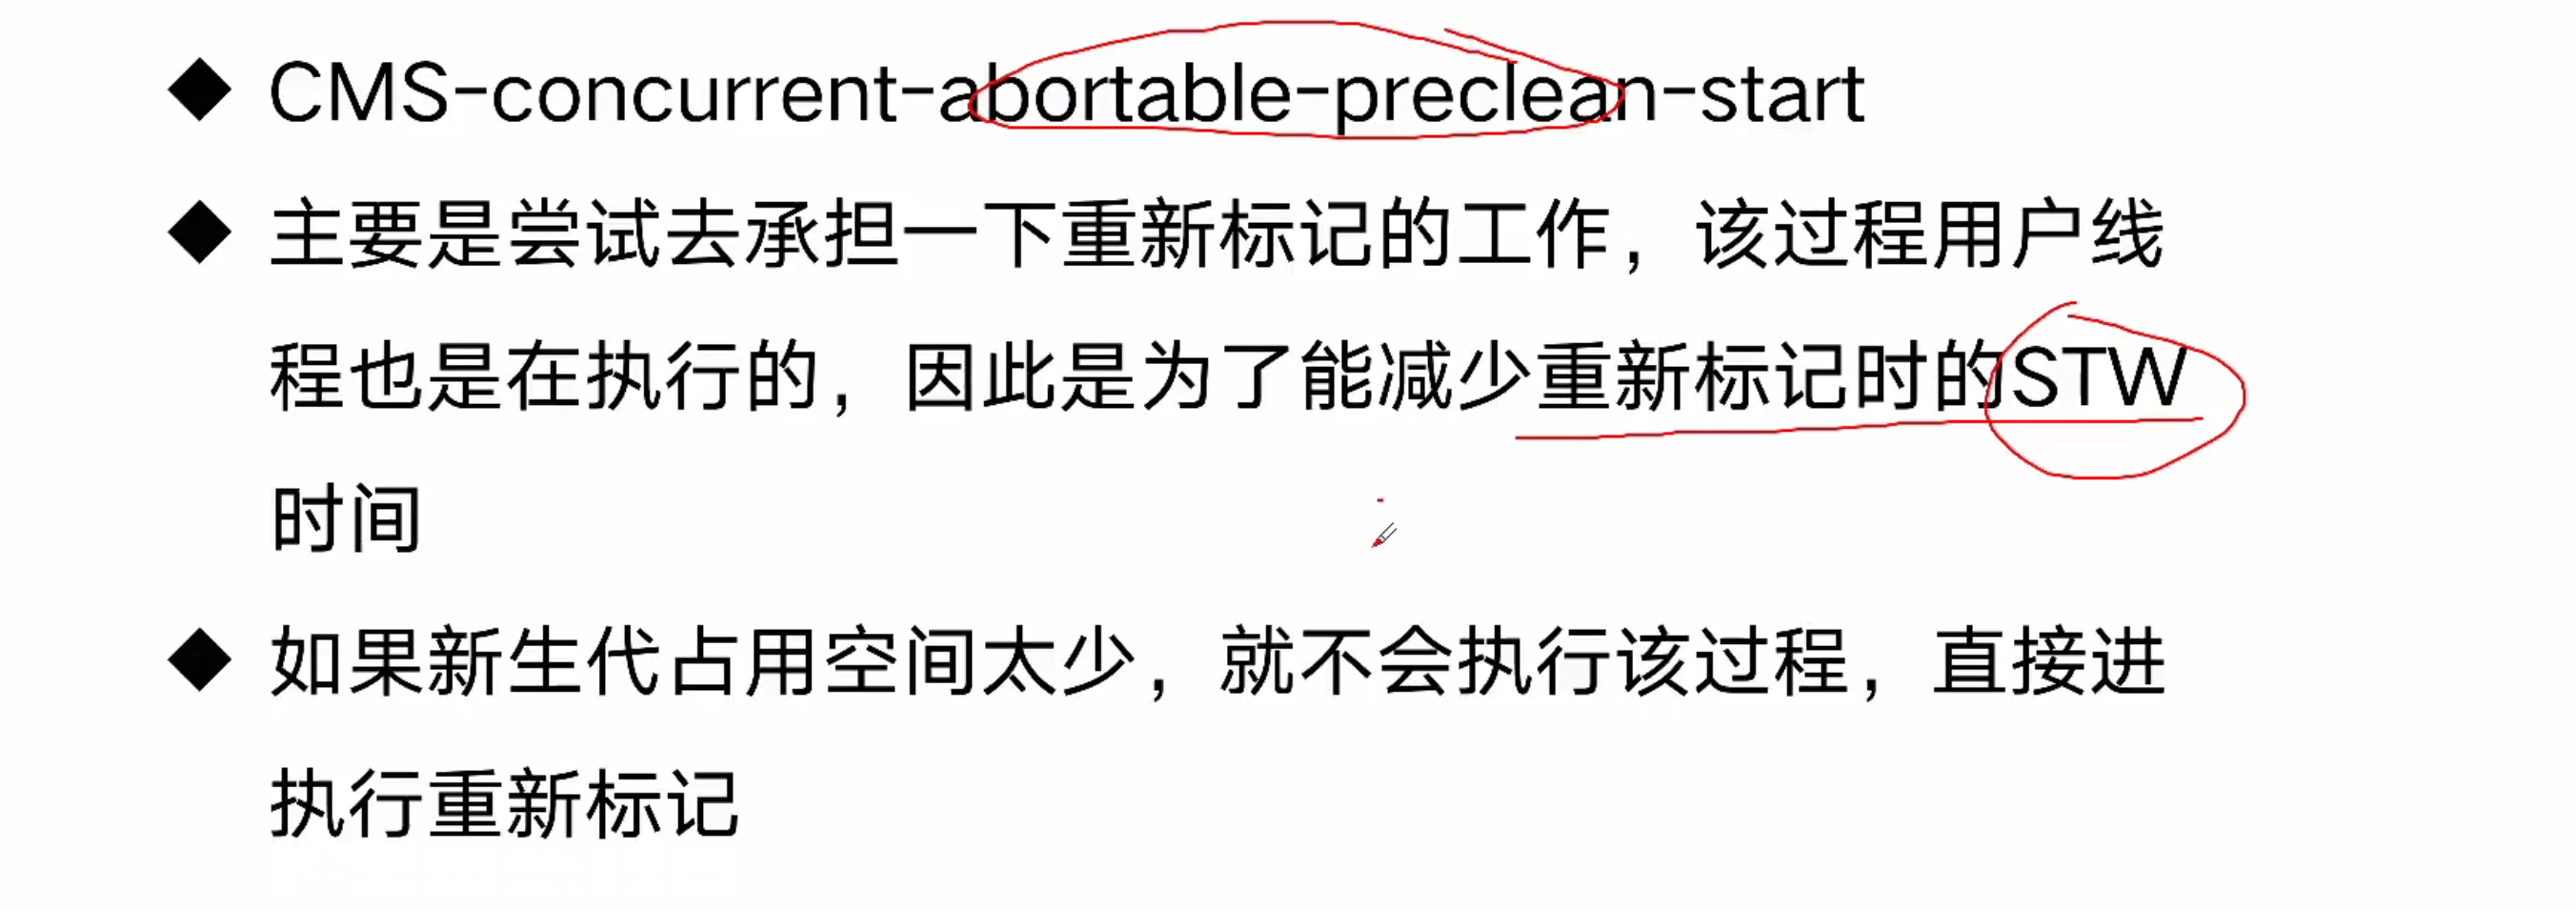 ◆ CMS-concurrent-abortable-preclean-start
◆ 主要是尝试去承担一下重新标记的工作，该过程用户线
程也是在执行的，因此是为了能减少重新标记时的STW
时间
◆ 如果新生代占用空间太少，就不会执行该过程，直接进
执行重新标记